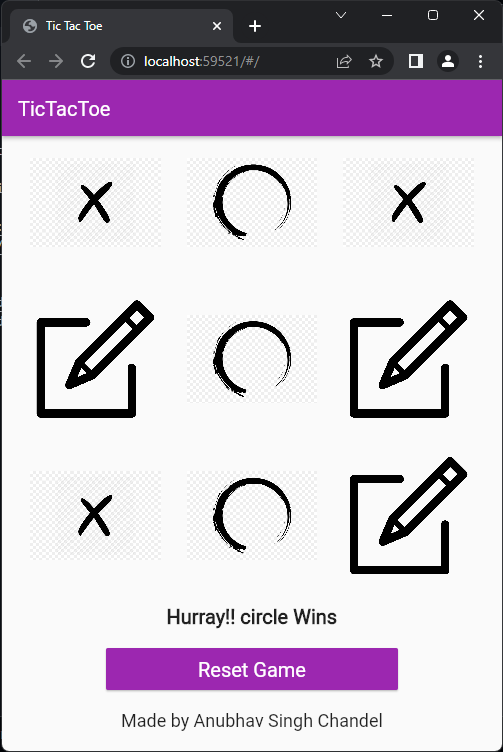 Tic Tac Toe
localhost:59521/#/
TicTacToe
Hurray!! circle Wins
Reset Game
Made by Anubhav Singh Chandel